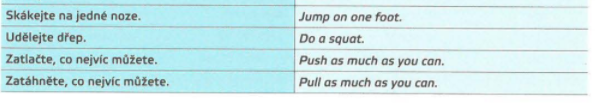 Skákejte na jedné noze. Jump on one foot.
Udělejte dřep. Do a squat.
Zatlačte, co nejvíc můžete. Push as much as you can.
Zatáhněte, co nejvíc můžete. Pull as much as you can.